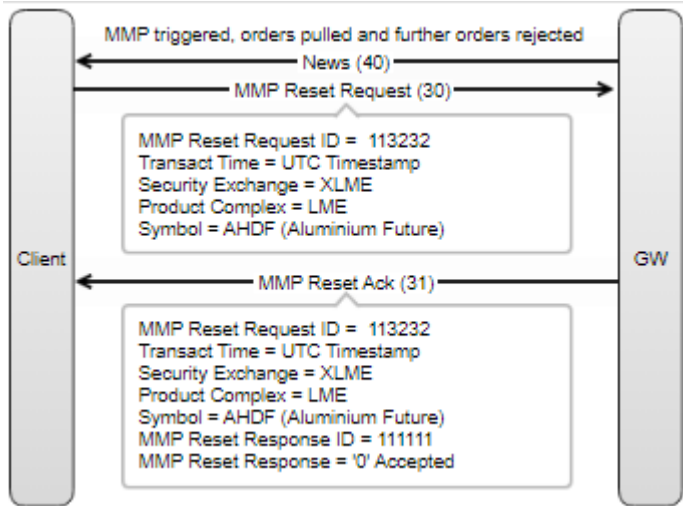 MMP triggered, orders pulled and further orders rejected
News (40)
MMP Reset Request (30)
MMP Reset Request ID = 113232
Transact Time = UTC Timestamp
Security Exchange = XLME
Product Complex = LME
Symbol = AHDF (Aluminium Future)
Client
GW
MMP Reset Ack (31)
MMP Reset Request ID = 113232
Transact Time = UTC Timestamp
Security Exchange = XLME
Product Complex = LME
Symbol = AHDF (Aluminium Future)
MMP Reset Response ID = 111111
MMP Reset Response = '0' Accepted